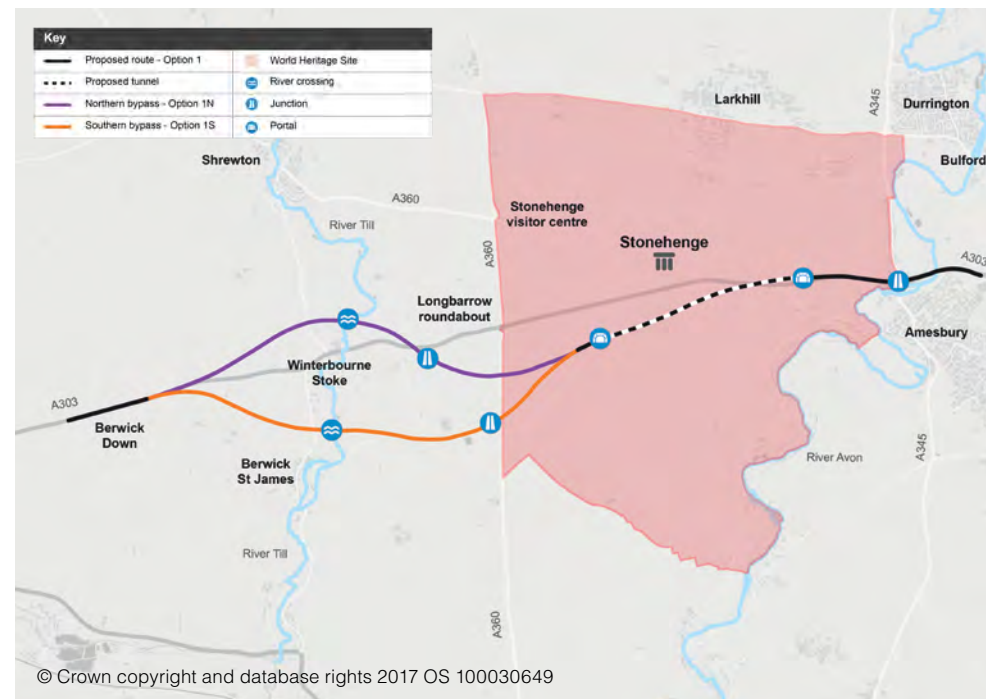 Key
Proposed route - Option 1
World Heritage Site
Proposed tunnel
River crossing
Northern bypass - Option 1N
Junction
Southern bypass - Option 1S
Portal
Larkhill
A345
Durrington
Shrewton
Bulford
A360
Stonehenge
visitor centre
River Till
Stonehenge
A360
A303
Longbarrow
roundabout
Amesbury
Winterbourne
Stoke
A303
Berwick
Down
A345
River Avon
Berwick
St James
River Till
A360
© Crown copyright and database rights 2017 OS 100030649